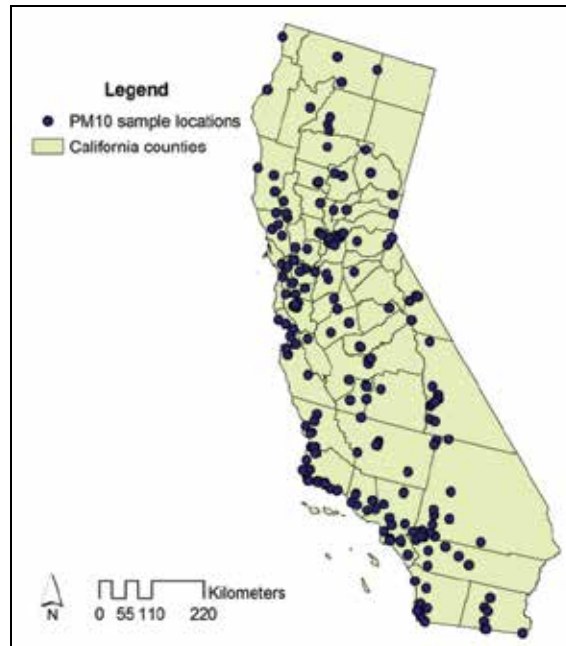 Legend
PM10 sample locations
California counties
Kilometers
0 55 110 220
N